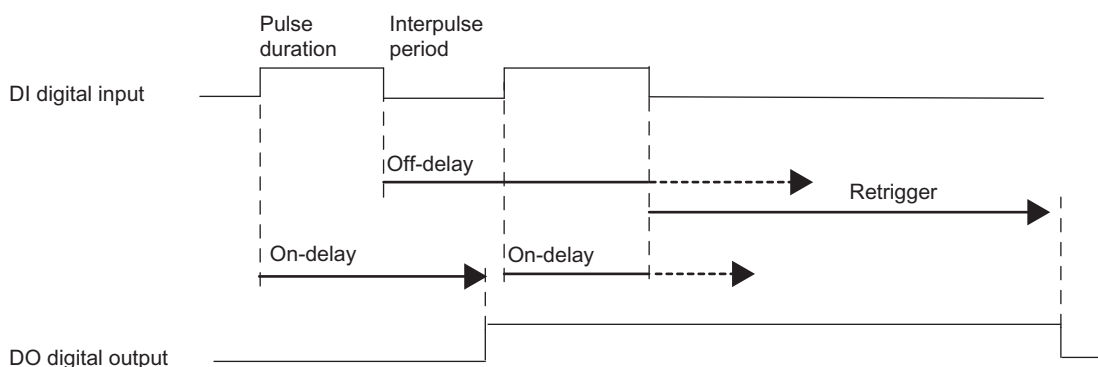 Pulse
duration
Interpulse
period
DI digital input
Off-delay
Retrigger
On-delay
On-delay
DO digital output